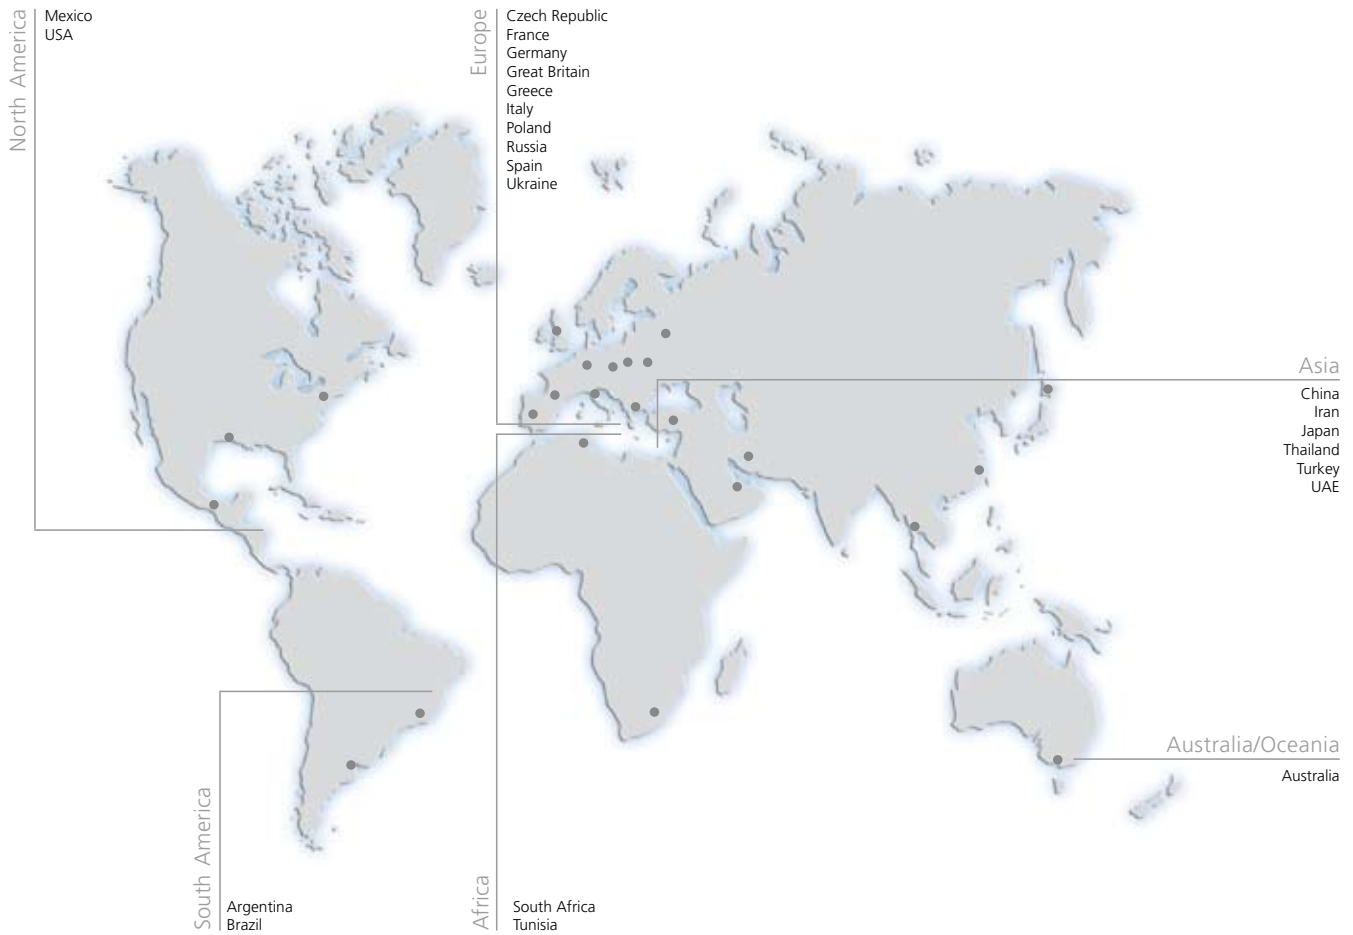 North America
Mexico
USA
Europe
Czech Republic
France
Germany
Great Britain
Greece
Italy
Poland
Russia
Spain
Ukraine
Asia
China
Iran
Japan
Thailand
Turkey
UAE
Australia/Oceania
Australia
South America
Argentina
Brazil
Africa
South Africa
Tunisia